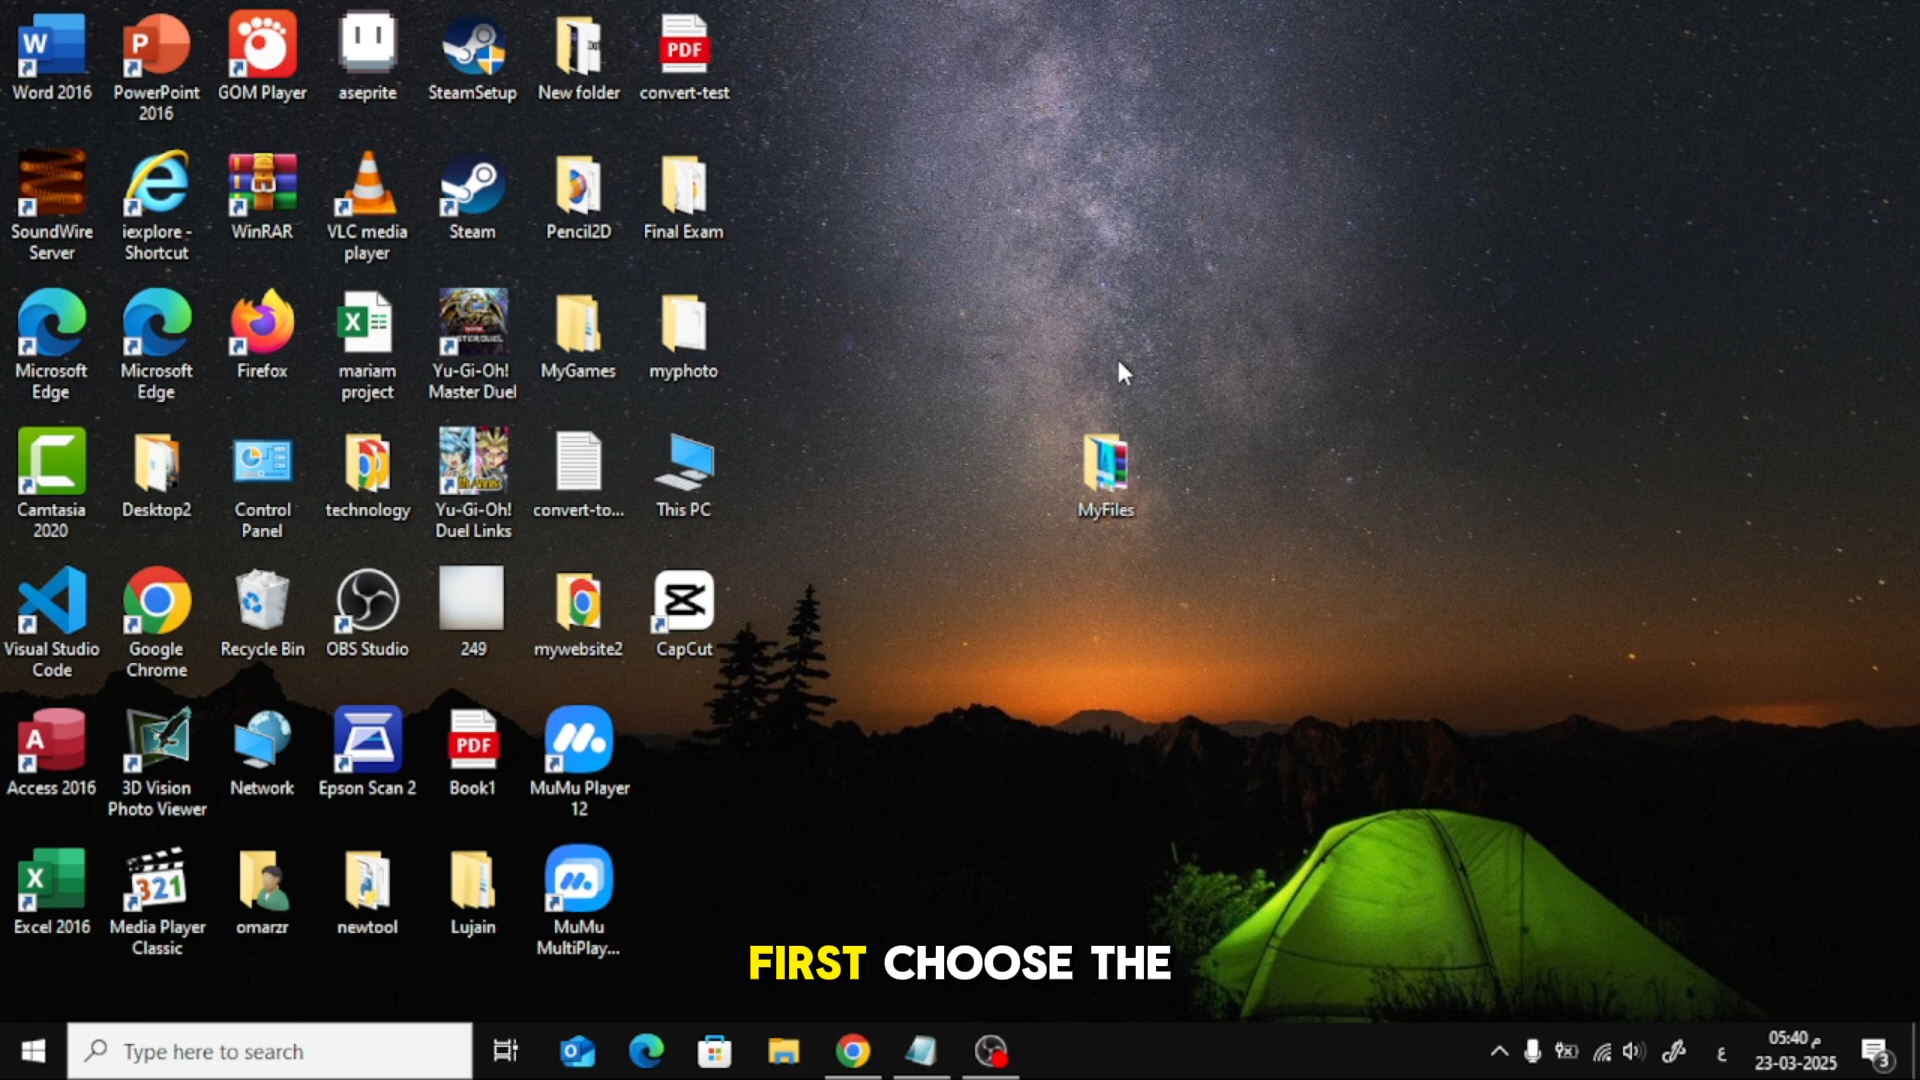 Word 2016
PowerPoint
2016
GOM Player
aseprite
SteamSetup
New folder
PDF
convert-test
SoundWire
Server
iexplore -
Shortcut
WinRAR
VLC media
player
Steam
Pencil2D
Final Exam
Microsoft
Edge
Microsoft
Edge
Firefox
mariam
project
Yu-Gi-Oh!
Master Duel
MyGames
myphoto
Camtasia
2020
Desktop2
Control
Panel
technology
Yu-Gi-Oh!
Duel Links
convert-to...
This PC
MyFiles
Visual Studio
Code
Google
Chrome
Recycle Bin
OBS Studio
249
mywebsite2
CapCut
Access 2016
3D Vision
Photo Viewer
Network
Epson Scan 2
PDF
Book1
MuMu Player
12
Excel 2016
321
Media Player
Classic
omarzr
newtool
Lujain
MuMu
MultiPlay...
FIRST CHOOSE THE
Type here to search
ع
05:40 م
23-03-2025
3